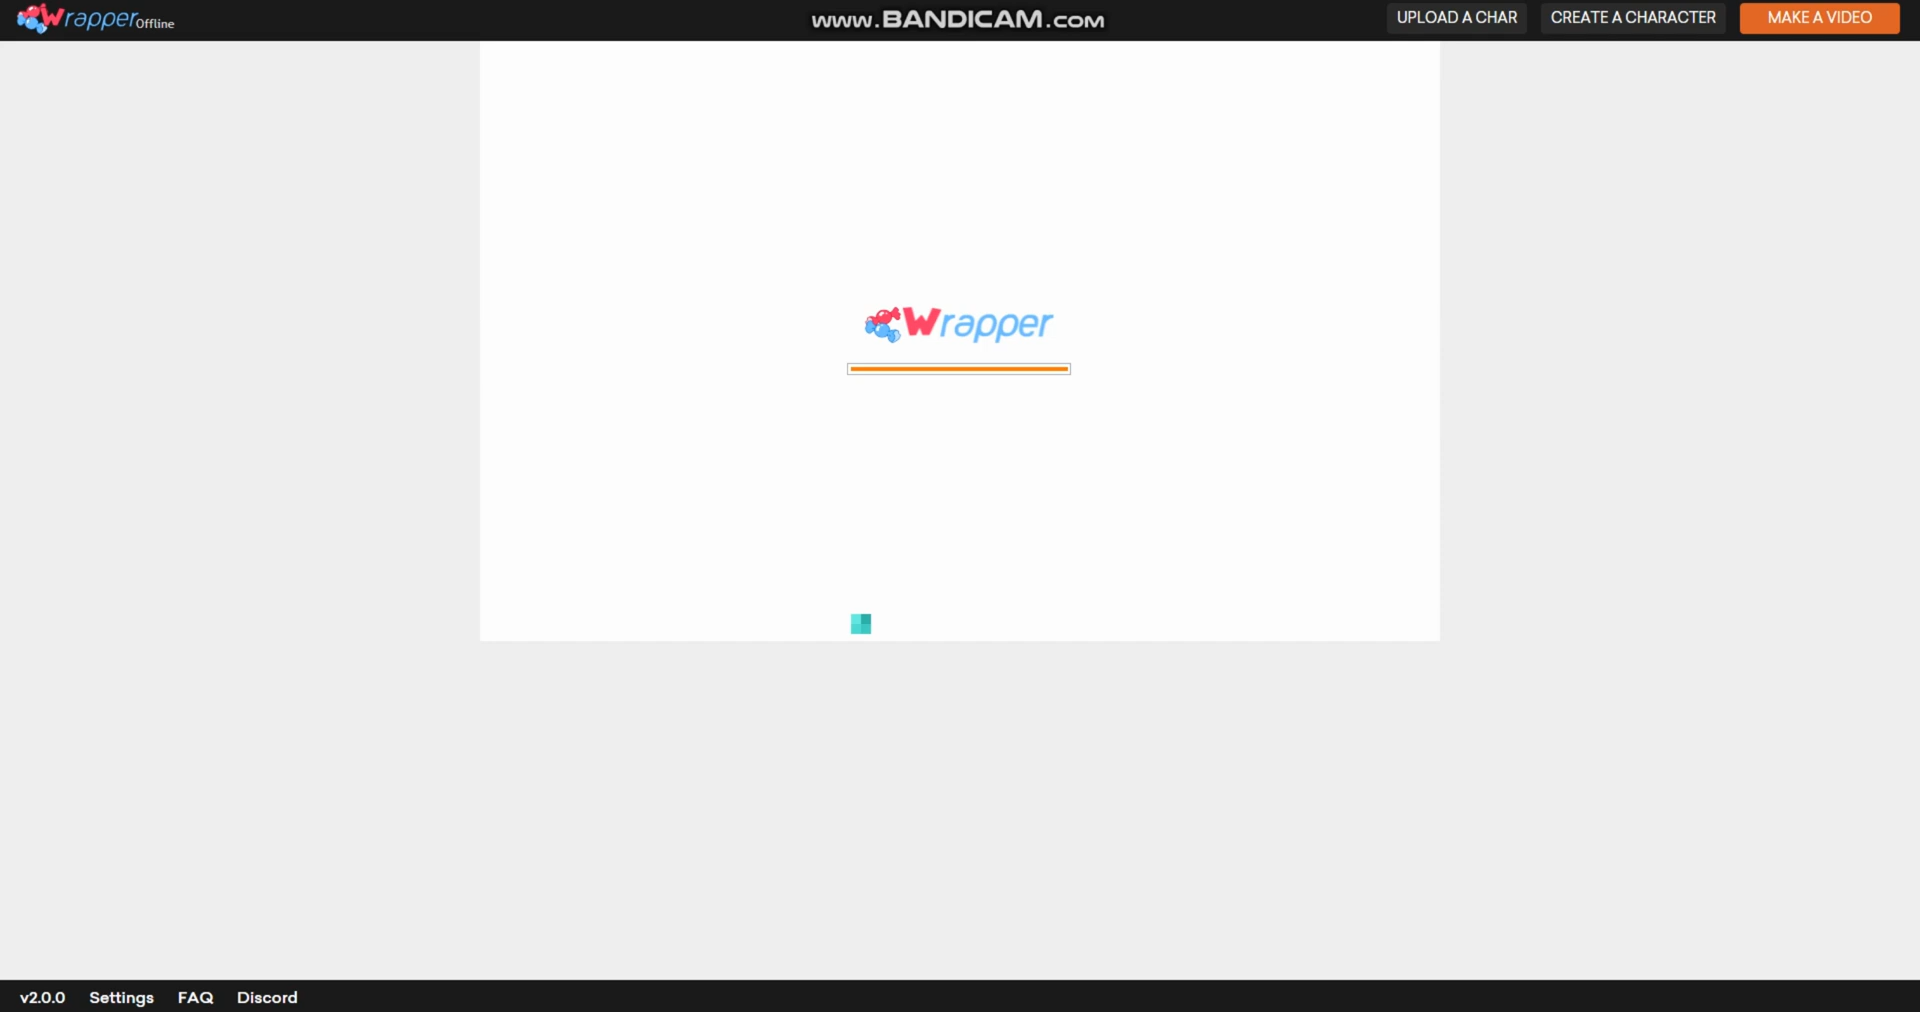 Wrapper Offline
www.BANDICAM.com
UPLOAD A CHAR
CREATE A CHARACTER
MAKE A VIDEO
Wrapper
v2.0.0 Settings FAQ Discord